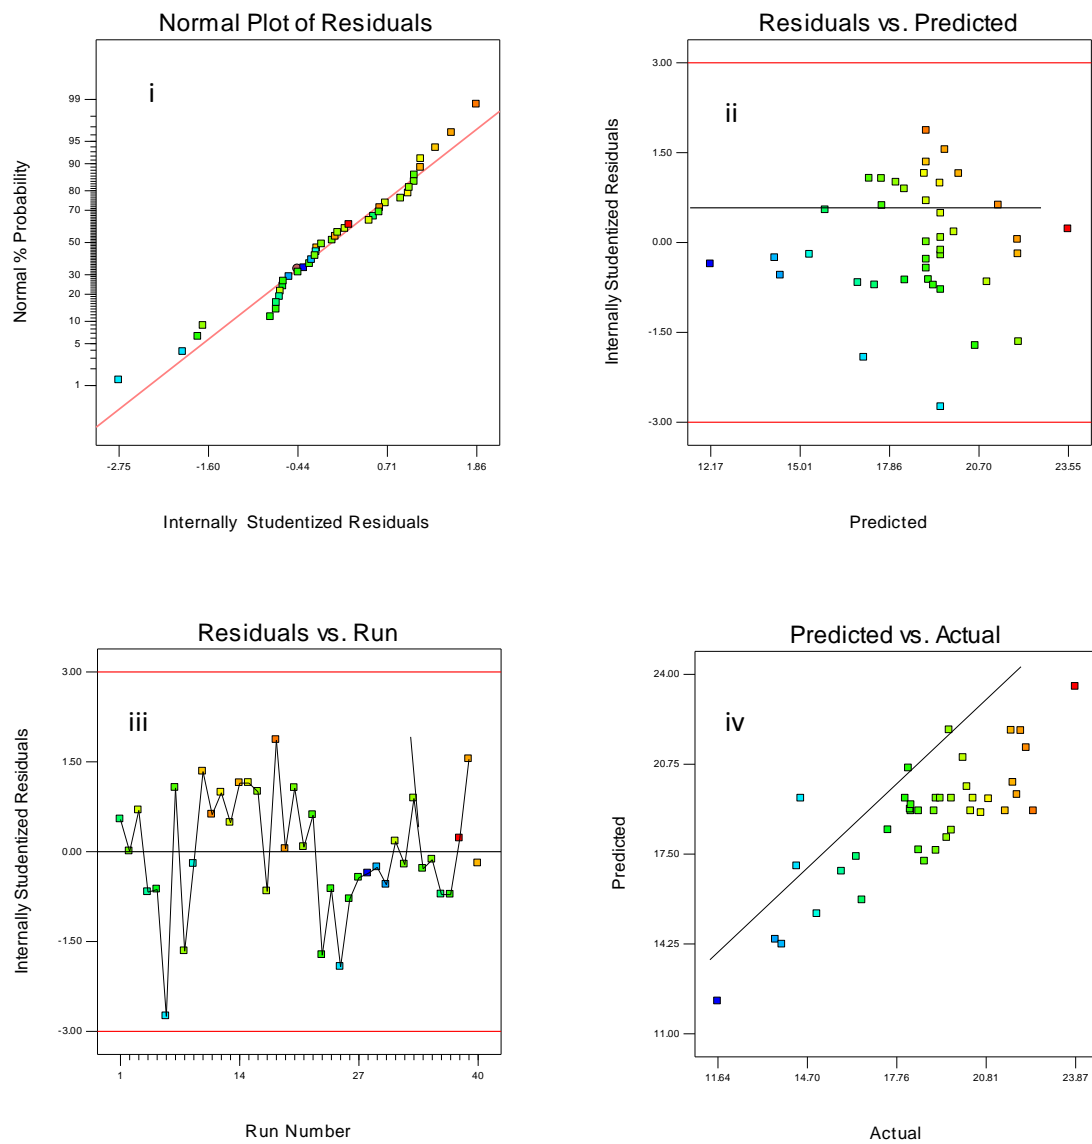 Normal Plot of Residuals
i
Normal % Probability
99
95
90
80
70
50
30
20
10
5
1
-2.75
-1.60
-0.44
0.71
1.86
Internally Studentized Residuals
Residuals vs. Predicted
ii
Internally Studentized Residuals
3.00
1.50
0.00
-1.50
-3.00
12.17
15.01
17.86
20.70
23.55
Predicted
Residuals vs. Run
iii
Internally Studentized Residuals
3.00
1.50
0.00
-1.50
-3.00
1
14
27
40
Run Number
Predicted vs. Actual
iv
Predicted
24.00
20.75
17.50
14.25
11.00
11.64
14.70
17.76
20.81
23.87
Actual